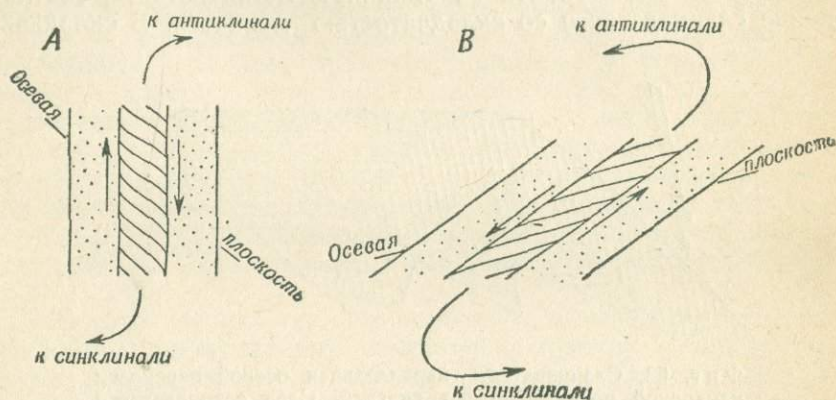 А
к антиклинали
Осевая
плоскость
к синклинали
В
к антиклинали
Осевая
плоскость
к синклинали